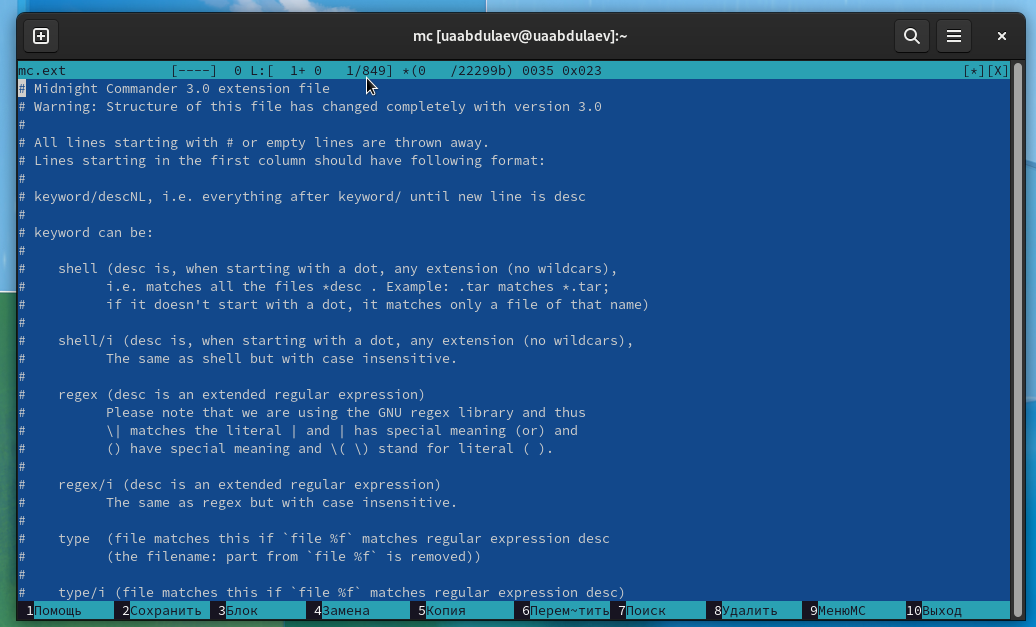 mc [uaabdulaev@uaabdulaev]:~
mc.ext [----] 0 L:[ 1+ 0 1/849] *(0 /22299b) 0035 0x023 [*][X]
# Midnight Commander 3.0 extension file
# Warning: Structure of this file has changed completely with version 3.0
#
# All lines starting with # or empty lines are thrown away.
# Lines starting in the first column should have following format:
#
# keyword/descNL, i.e. everything after keyword/ until new line is desc
#
# keyword can be:
#
# shell (desc is, when starting with a dot, any extension (no wildcars),
# i.e. matches all the files *desc . Example: .tar matches *.tar;
# if it doesn't start with a dot, it matches only a file of that name)
#
# shell/i (desc is, when starting with a dot, any extension (no wildcars),
# The same as shell but with case insensitive.
#
# regex (desc is an extended regular expression)
# Please note that we are using the GNU regex library and thus
# \| matches the literal | and | has special meaning (or) and
# () have special meaning and \( \) stand for literal ( ).
#
# regex/i (desc is an extended regular expression)
# The same as regex but with case insensitive.
#
# type (file matches this if `file %f` matches regular expression desc
# (the filename: part from `file %f` is removed))
#
# type/i (file matches this if `file %f` matches regular expression desc)
1Помощь 2Сохранить 3Блок 4Замена 5Копия 6Перем~тить 7Поиск 8Удалить 9МенюМС 10Выход